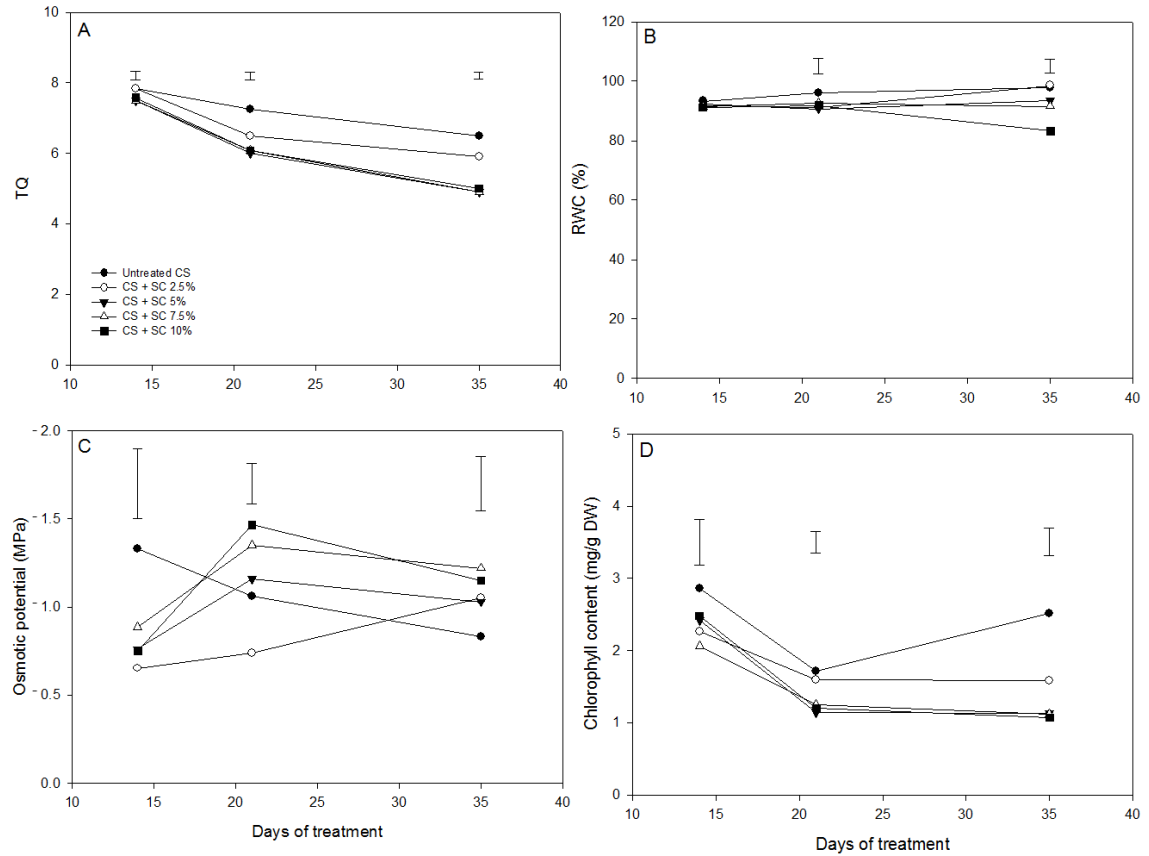 A
10
8
6
4
2
0
TQ
10 15 20 25 30 35 40
Untreated CS
CS + SC 2.5%
CS + SC 5%
CS + SC 7.5%
CS + SC 10%
B
120
100
80
60
40
20
0
RWC (%)
10 15 20 25 30 35 40
C
- 2.0
- 1.5
- 1.0
- 0.5
0.0
Osmotic potential (MPa)
10 15 20 25 30 35 40
Days of treatment
D
5
4
3
2
1
0
Chlorophyll content (mg/g DW)
10 15 20 25 30 35 40
Days of treatment